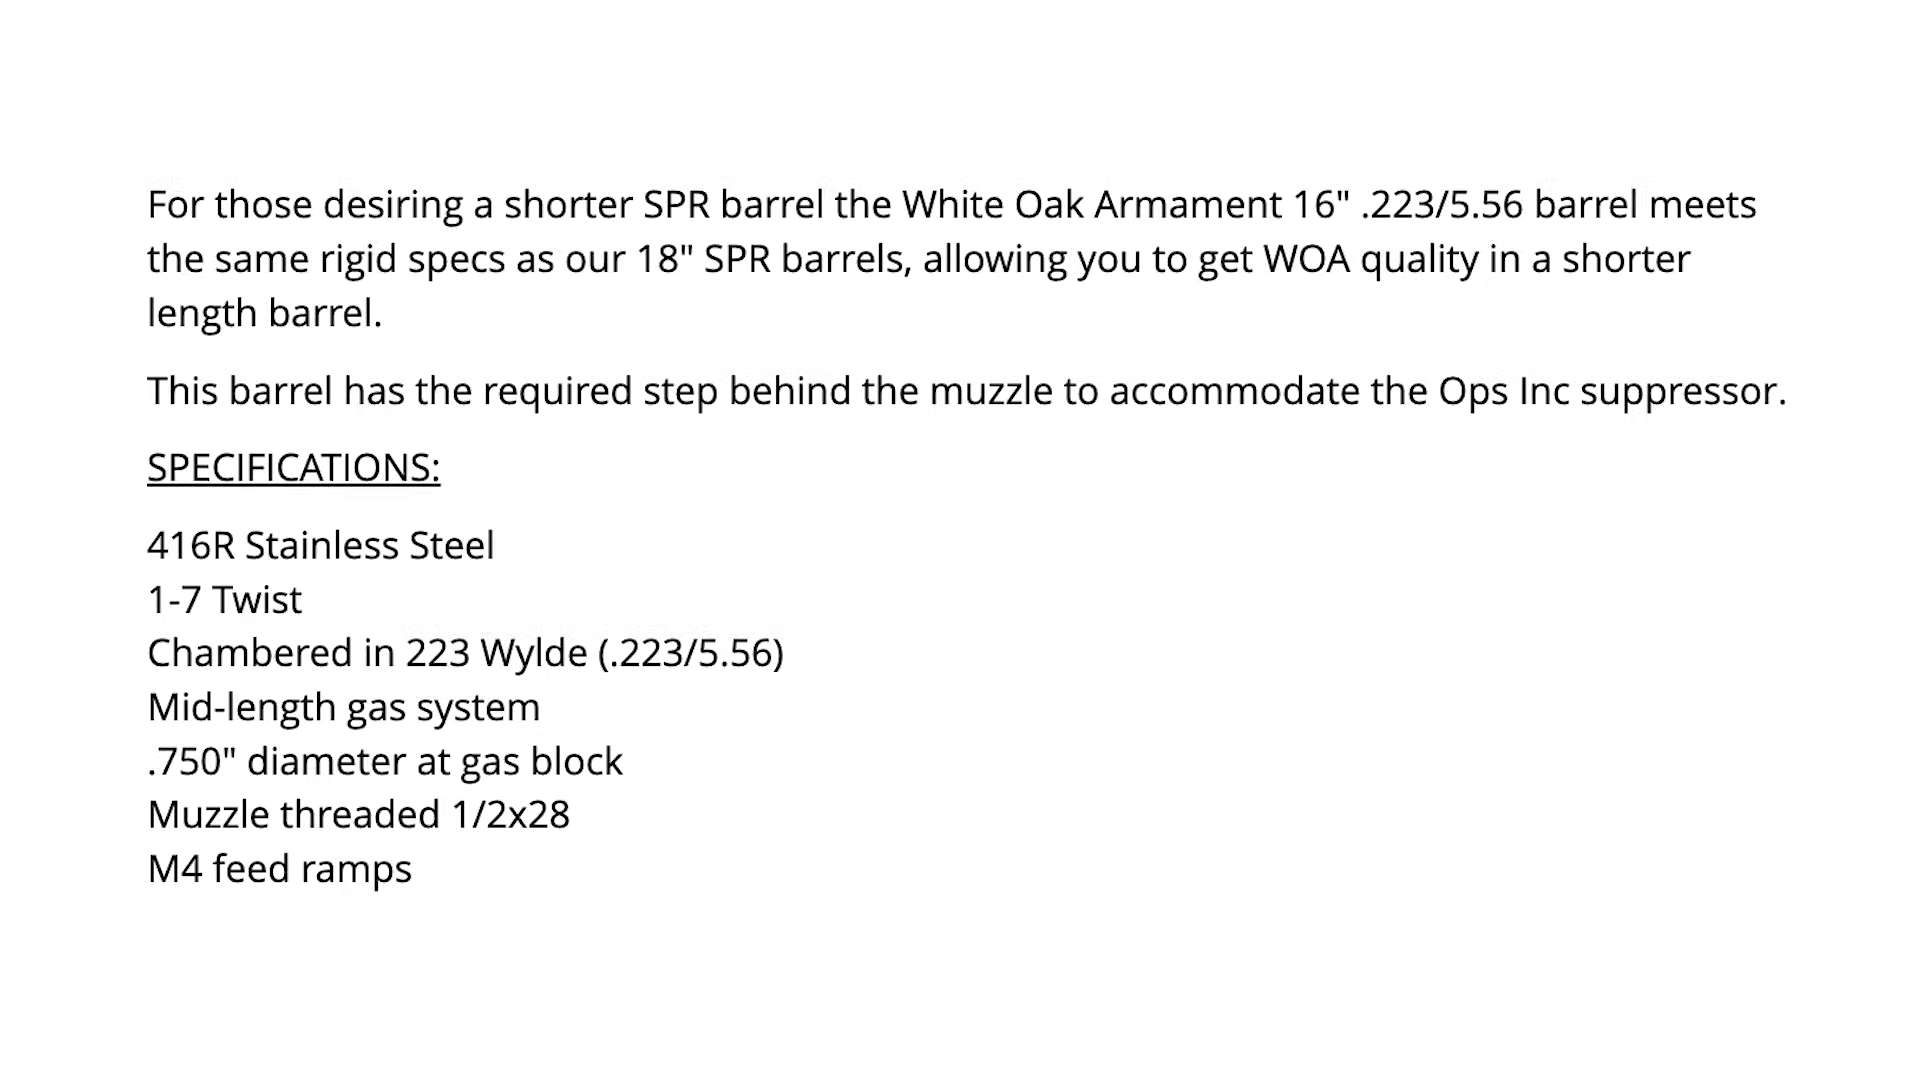 For those desiring a shorter SPR barrel the White Oak Armament 16" .223/5.56 barrel meets
the same rigid specs as our 18" SPR barrels, allowing you to get WOA quality in a shorter
length barrel.
This barrel has the required step behind the muzzle to accommodate the Ops Inc suppressor.
SPECIFICATIONS:
416R Stainless Steel
1-7 Twist
Chambered in 223 Wylde (.223/5.56)
Mid-length gas system
.750" diameter at gas block
Muzzle threaded 1/2x28
M4 feed ramps